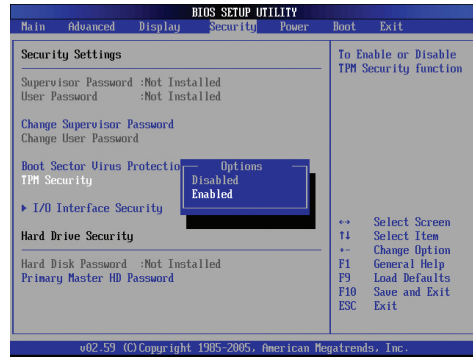 BIOS SETUP UTILITY
Main Advanced Display Security Power Boot Exit
Security Settings
Supervisor Password :Not Installed
User Password :Not Installed
Change Supervisor Password
Change User Password
Boot Sector Virus Protectio
TPM Security
▶ I/O Interface Security
Hard Drive Security
Hard Disk Password :Not Installed
Primary Master HD Password
Options
Disabled
Enabled
To Enable or Disable
TPM Security function
↔ Select Screen
↑↓ Select Item
+- Change Option
F1 General Help
F9 Load Defaults
F10 Save and Exit
ESC Exit
v02.59 (C)Copyright 1985-2005, American Megatrends, Inc.